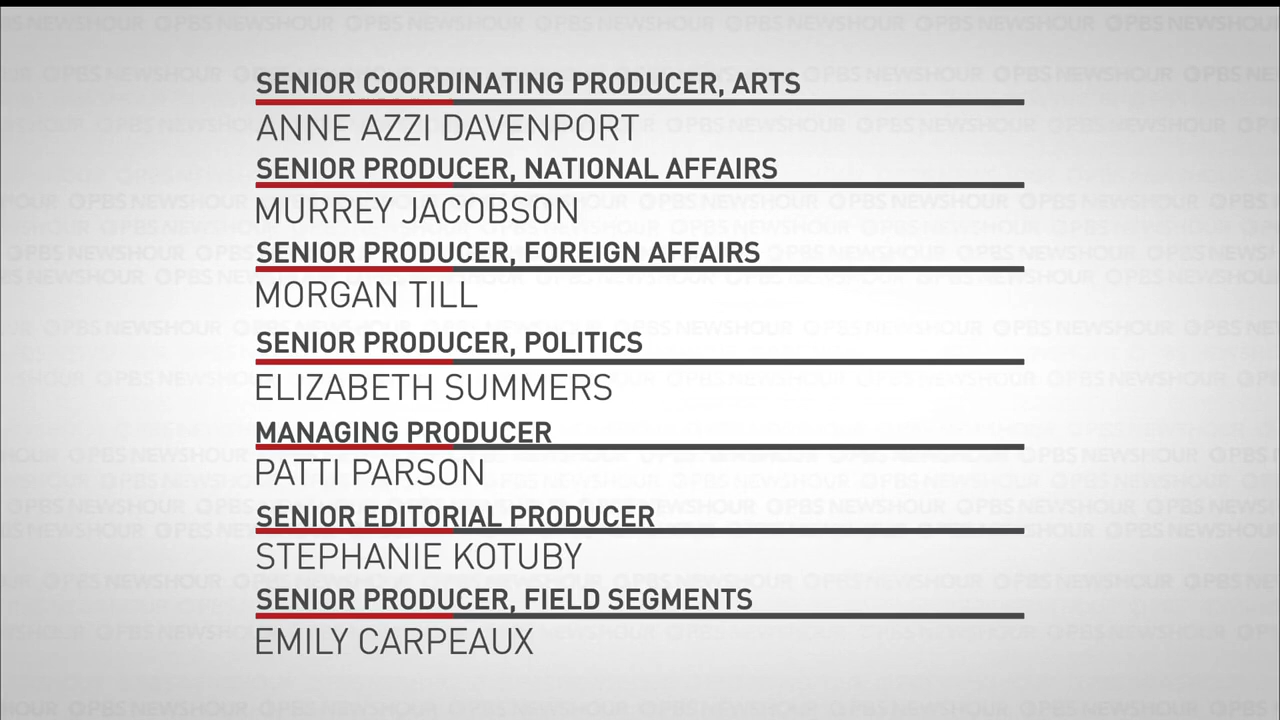 SENIOR COORDINATING PRODUCER, ARTS
ANNE AZZI DAVENPORT
SENIOR PRODUCER, NATIONAL AFFAIRS
MURREY JACOBSON
SENIOR PRODUCER, FOREIGN AFFAIRS
MORGAN TILL
SENIOR PRODUCER, POLITICS
ELIZABETH SUMMERS
MANAGING PRODUCER
PATTI PARSON
SENIOR EDITORIAL PRODUCER
STEPHANIE KOTUBY
SENIOR PRODUCER, FIELD SEGMENTS
EMILY CARPEAUX